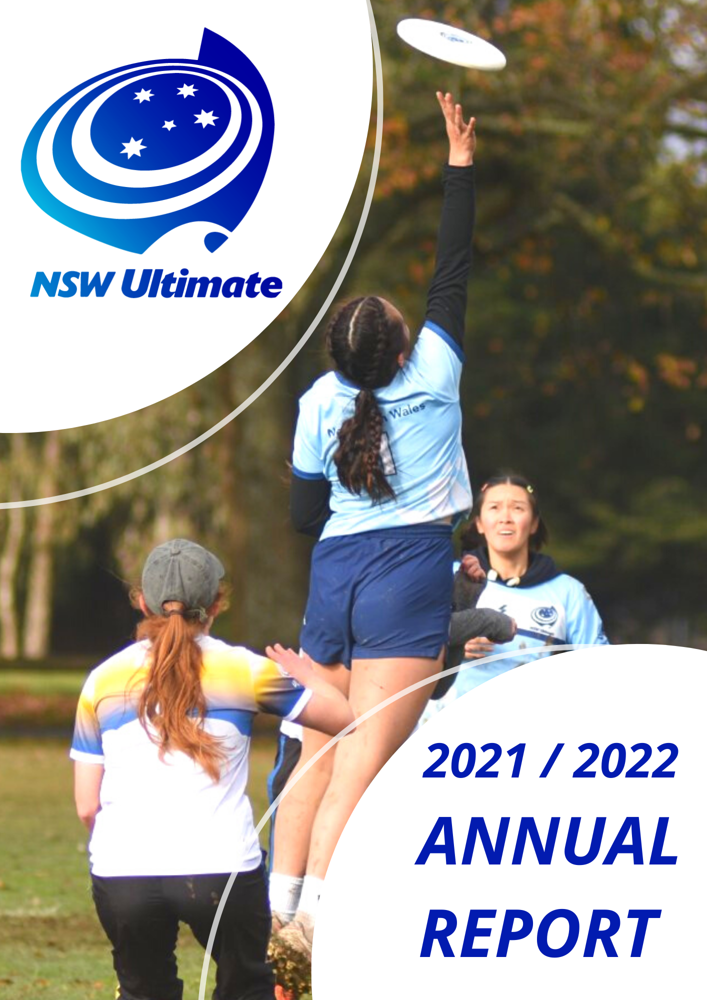 NSW Ultimate
Wales
2021 / 2022
ANNUAL
REPORT